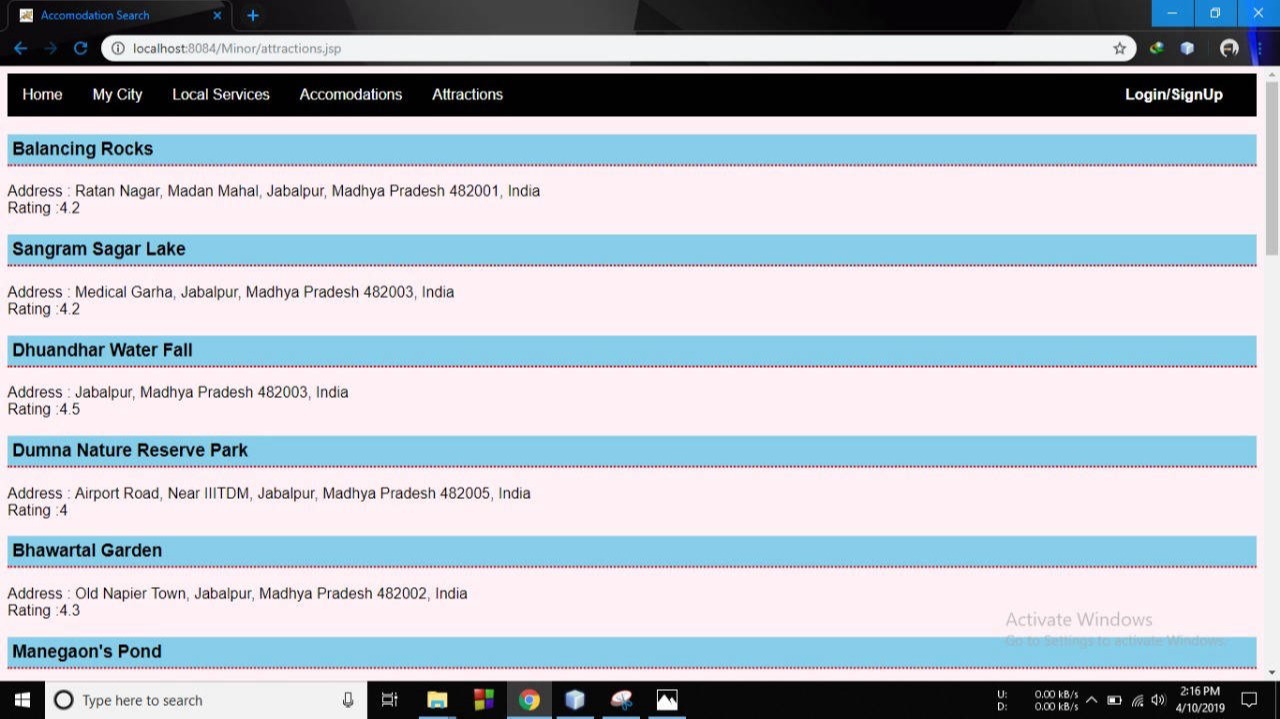 Accomodation Search
localhost:8084/Minor/attractions.jsp
Home My City Local Services Accomodations Attractions Login/SignUp
Balancing Rocks
Address : Ratan Nagar, Madan Mahal, Jabalpur, Madhya Pradesh 482001, India
Rating :4.2
Sangram Sagar Lake
Address : Medical Garha, Jabalpur, Madhya Pradesh 482003, India
Rating :4.2
Dhuandhar Water Fall
Address : Jabalpur, Madhya Pradesh 482003, India
Rating :4.5
Dumna Nature Reserve Park
Address : Airport Road, Near IIITDM, Jabalpur, Madhya Pradesh 482005, India
Rating :4
Bhawartal Garden
Address : Old Napier Town, Jabalpur, Madhya Pradesh 482002, India
Rating :4.3
Manegaon's Pond
Activate Windows
Go to Settings to activate Windows.
Type here to search
U: 0.00 kB/s
D: 0.00 kB/s
2:16 PM
4/10/2019